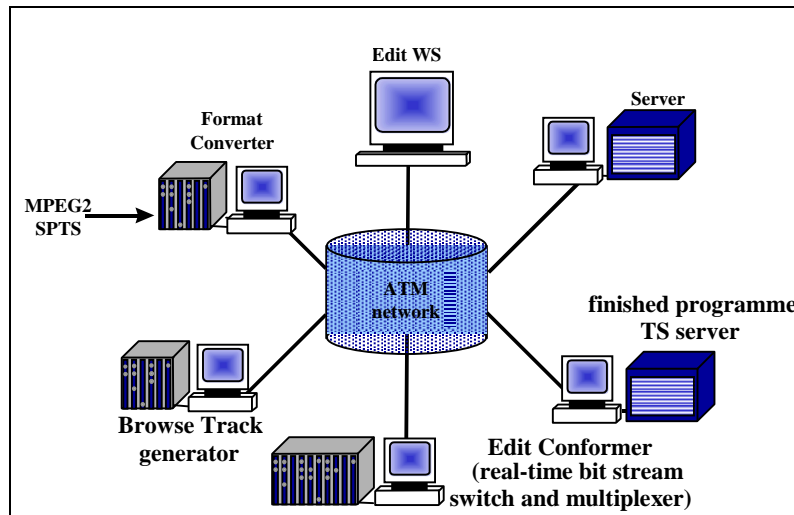 Edit WS
Server
Format
Converter
MPEG2
SPTS
ATM
network
finished programme
TS server
Browse Track
generator
Edit Conformer
(real-time bit stream
switch and multiplexer)